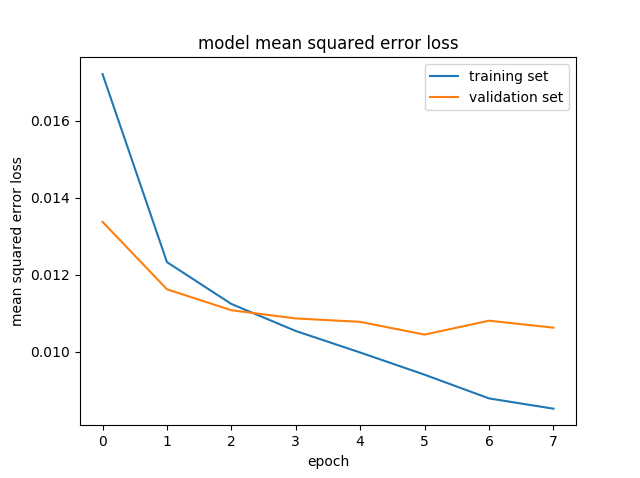 model mean squared error loss
training set
validation set
0.016
0.014
0.012
0.010
mean squared error loss
0 1 2 3 4 5 6 7
epoch